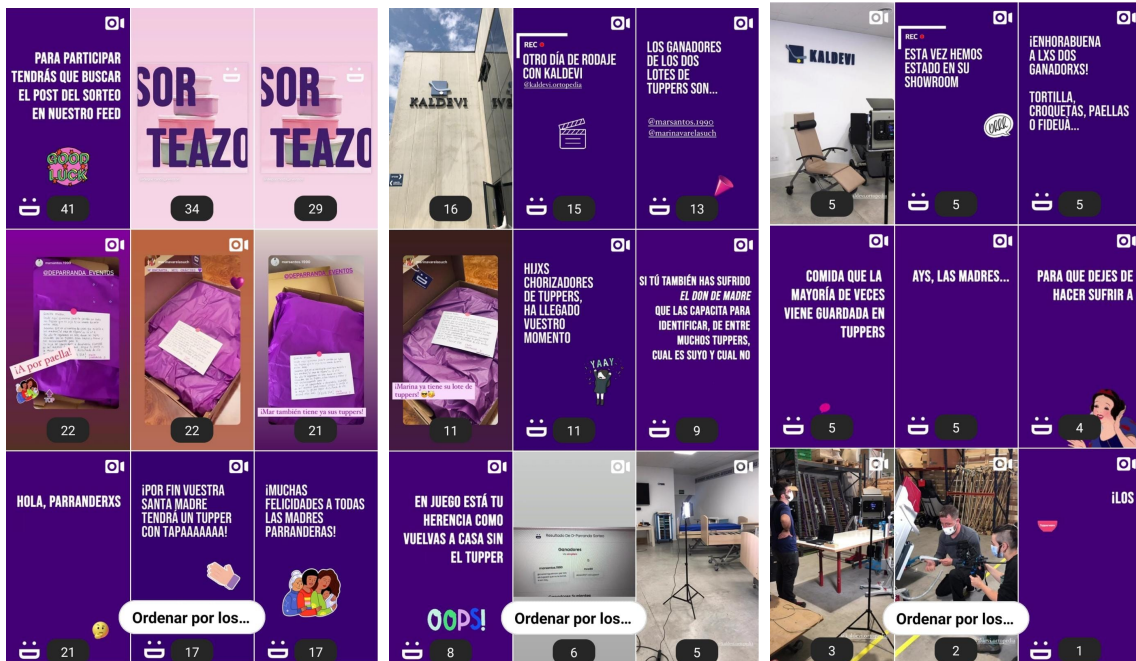 PARA PARTICIPAR
TENDRÁS QUE BUSCAR
EL POST DEL SORTEO
EN NUESTRO FEED
GOOD
LUCK
41
SOR
TEAZO
34
SOR
TEAZO
29
@DEPARRANDA_EVENTOS
¡A por paella!
TOP
22
22
@DEPARRANDA_EVENTOS
¡Mar también tiene ya sus tuppers!
21
HOLA, PARRANDERXS
21
¡POR FIN VUESTRA
SANTA MADRE
TENDRÁ UN TUPPER
CON TAPAAAAAAA!
17
¡MUCHAS
FELICIDADES A TODAS
LAS MADRES
PARRANDERAS!
17
Ordenar por los...
KALDEVI
16
REC
OTRO DÍA DE RODAJE
CON KALDEVI
@kaldevi.ortopedia
15
LOS GANADORES
DE LOS DOS
LOTES DE
TUPPERS SON...
@marsantos.1990
@marinavarelasuch
13
¡Marina ya tiene su lote de
tuppers!
11
HIJXS
CHORIZADORES
DE TUPPERS,
HA LLEGADO
VUESTRO
MOMENTO
YAAY
11
SI TÚ TAMBIÉN HAS SUFRIDO
EL DON DE MADRE
QUE LAS CAPACITA PARA
IDENTIFICAR, DE ENTRE
MUCHOS TUPPERS,
CUAL ES SUYO Y CUAL NO
9
EN JUEGO ESTÁ TU
HERENCIA COMO
VUELVAS A CASA SIN
EL TUPPER
OOPS!
8
Ganadores
6
5
Ordenar por los...
KALDEVI
5
REC
ESTA VEZ HEMOS
ESTADO EN SU
SHOWROOM
GRRR
5
¡ENHORABUENA
A LXS DOS
GANADORXS!
TORTILLA,
CROQUETAS, PAELLAS
O FIDEUÀ...
5
COMIDA QUE LA
MAYORÍA DE VECES
VIENE GUARDADA EN
TUPPERS
5
AYS, LAS MADRES...
5
PARA QUE DEJES DE
HACER SUFRIR A
4
3
2
¡LOS
1
Ordenar por los...